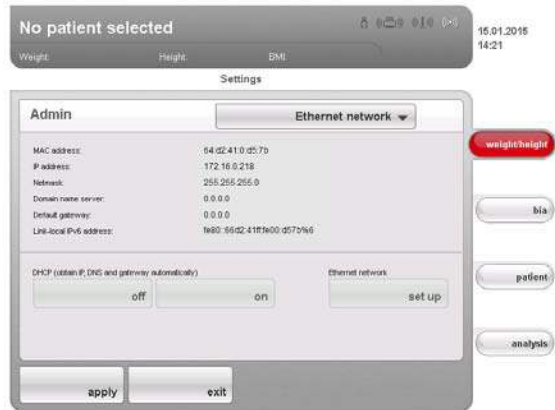 No patient selected
15.01.2015
14:21
Weight: Height: BMI:
Settings
Admin
Ethernet network
MAC address: 64:d2:41:0:d5:7b
IP address: 172.16.0.218
Netmask: 255.255.255.0
Domain name server: 0.0.0.0
Default gateway: 0.0.0.0
Link-local IPv6 address: fe80::66d2:41ff:fe00:d57b%6
DHCP (obtain IP, DNS and gateway automatically) Ethernet network
off on set up
apply exit
weight/height
bia
patient
analysis